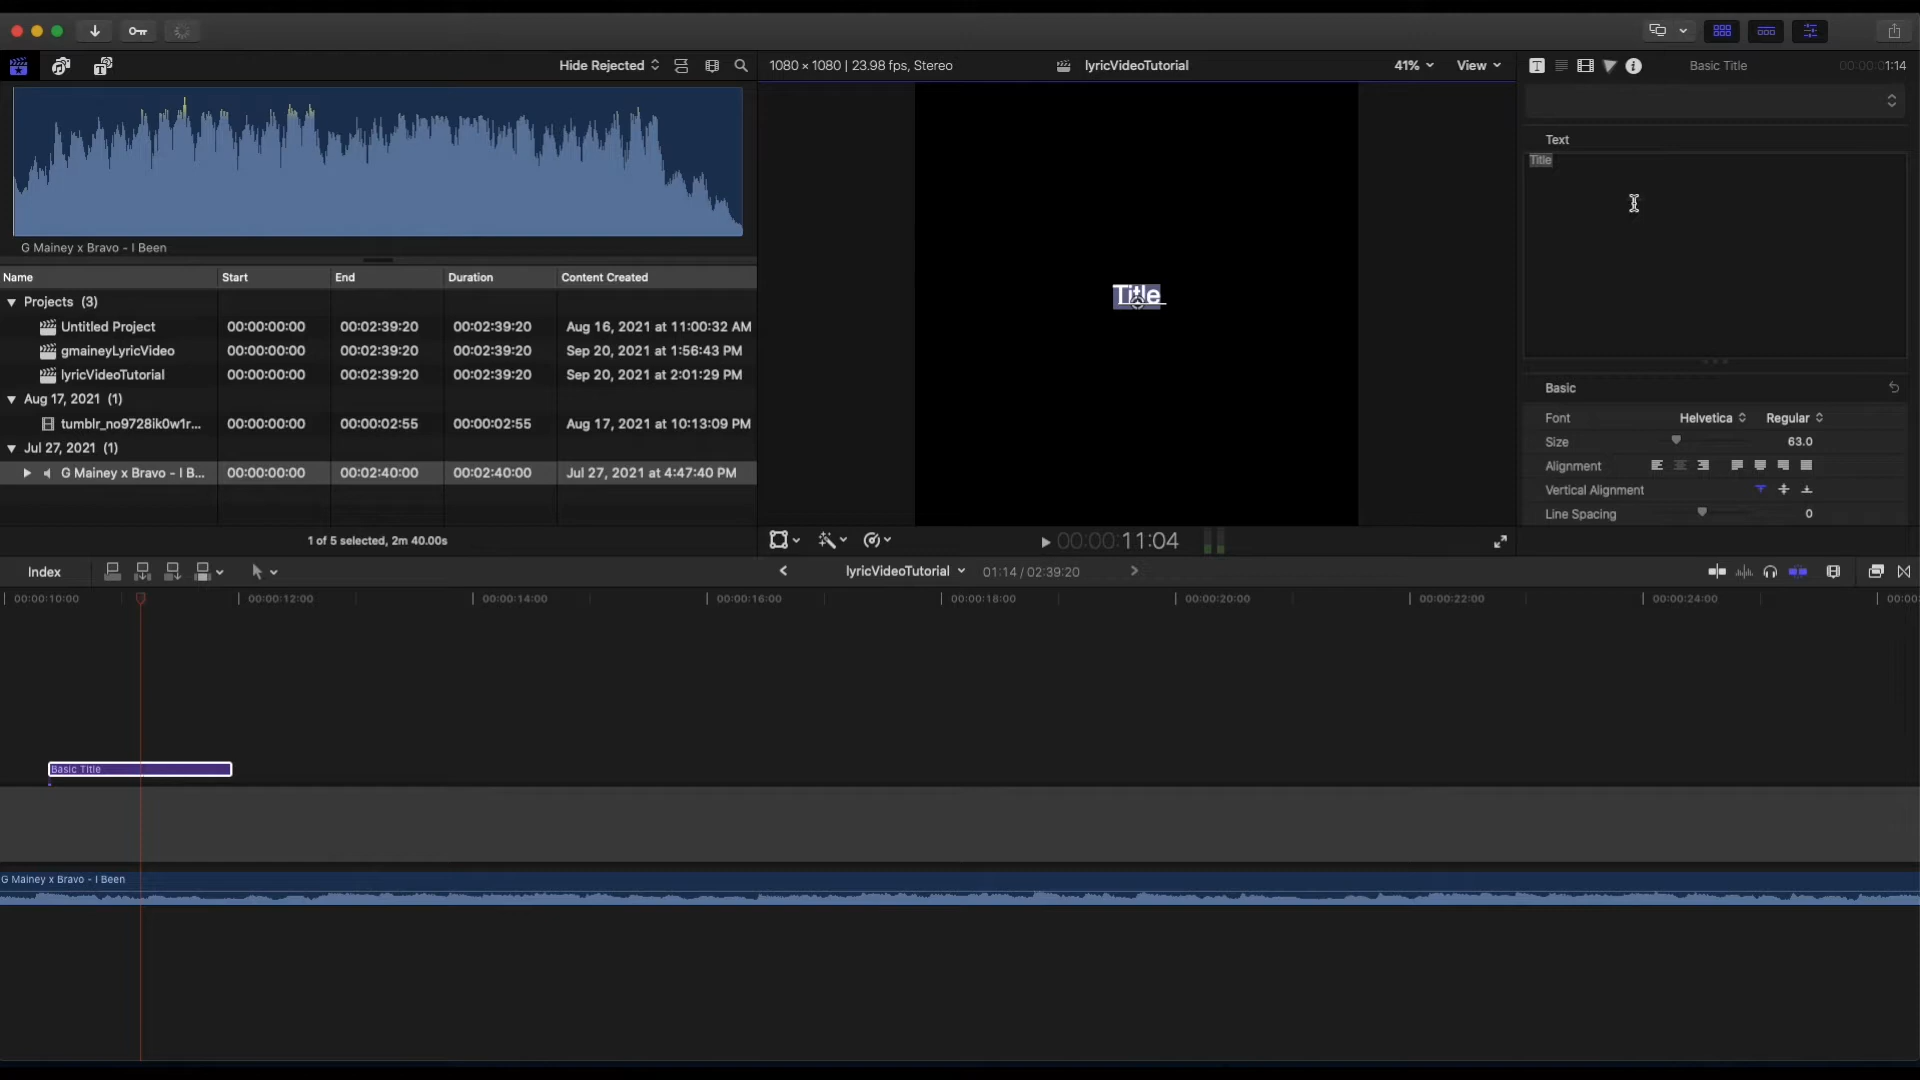 Hide Rejected
1080 × 1080 | 23.98 fps, Stereo
lyricVideoTutorial
41%
View
Basic Title
00:00:01:14
G Mainey x Bravo - I Been
Name Start End Duration Content Created
Projects (3)
Untitled Project 00:00:00:00 00:02:39:20 00:02:39:20 Aug 16, 2021 at 11:00:32 AM
gmaineyLyricVideo 00:00:00:00 00:02:39:20 00:02:39:20 Sep 20, 2021 at 1:56:43 PM
lyricVideoTutorial 00:00:00:00 00:02:39:20 00:02:39:20 Sep 20, 2021 at 2:01:29 PM
Aug 17, 2021 (1)
tumblr_no9728ik0w1r... 00:00:00:00 00:00:02:55 00:00:02:55 Aug 17, 2021 at 10:13:09 PM
Jul 27, 2021 (1)
G Mainey x Bravo - I B... 00:00:00:00 00:02:40:00 00:02:40:00 Jul 27, 2021 at 4:47:40 PM
1 of 5 selected, 2m 40.00s
Title
00:00:11:04
Text
Title
Basic
Font Helvetica Regular
Size 63.0
Alignment
Vertical Alignment
Line Spacing 0
Index
lyricVideoTutorial
01:14 / 02:39:20
00:00:10:00 00:00:12:00 00:00:14:00 00:00:16:00 00:00:18:00 00:00:20:00 00:00:22:00 00:00:24:00 00:00
Basic Title
G Mainey x Bravo - I Been